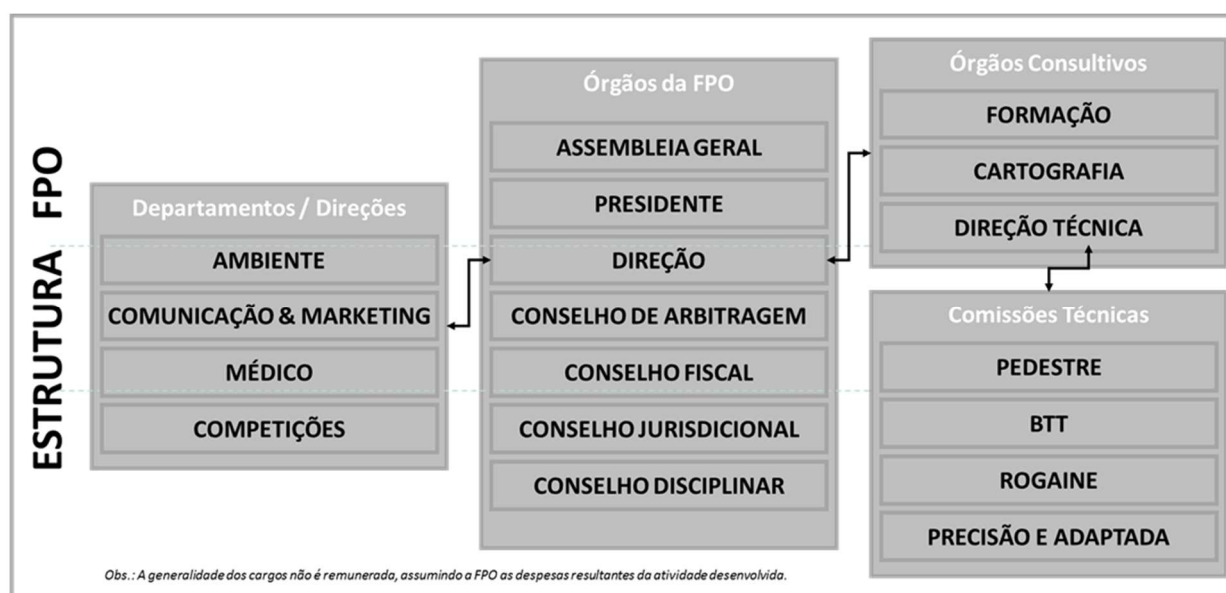 ESTRUTURA FPO
Departamentos / Direções
AMBIENTE
COMUNICAÇÃO & MARKETING
MÉDICO
COMPETIÇÕES
Órgãos da FPO
ASSEMBLEIA GERAL
PRESIDENTE
DIREÇÃO
CONSELHO DE ARBITRAGEM
CONSELHO FISCAL
CONSELHO JURISDICIONAL
CONSELHO DISCIPLINAR
Órgãos Consultivos
FORMAÇÃO
CARTOGRAFIA
DIREÇÃO TÉCNICA
Comissões Técnicas
PEDESTRE
BTT
ROGAINE
PRECISÃO E ADAPTADA
Obs.: A generalidade dos cargos não é remunerada, assumindo a FPO as despesas resultantes da atividade desenvolvida.